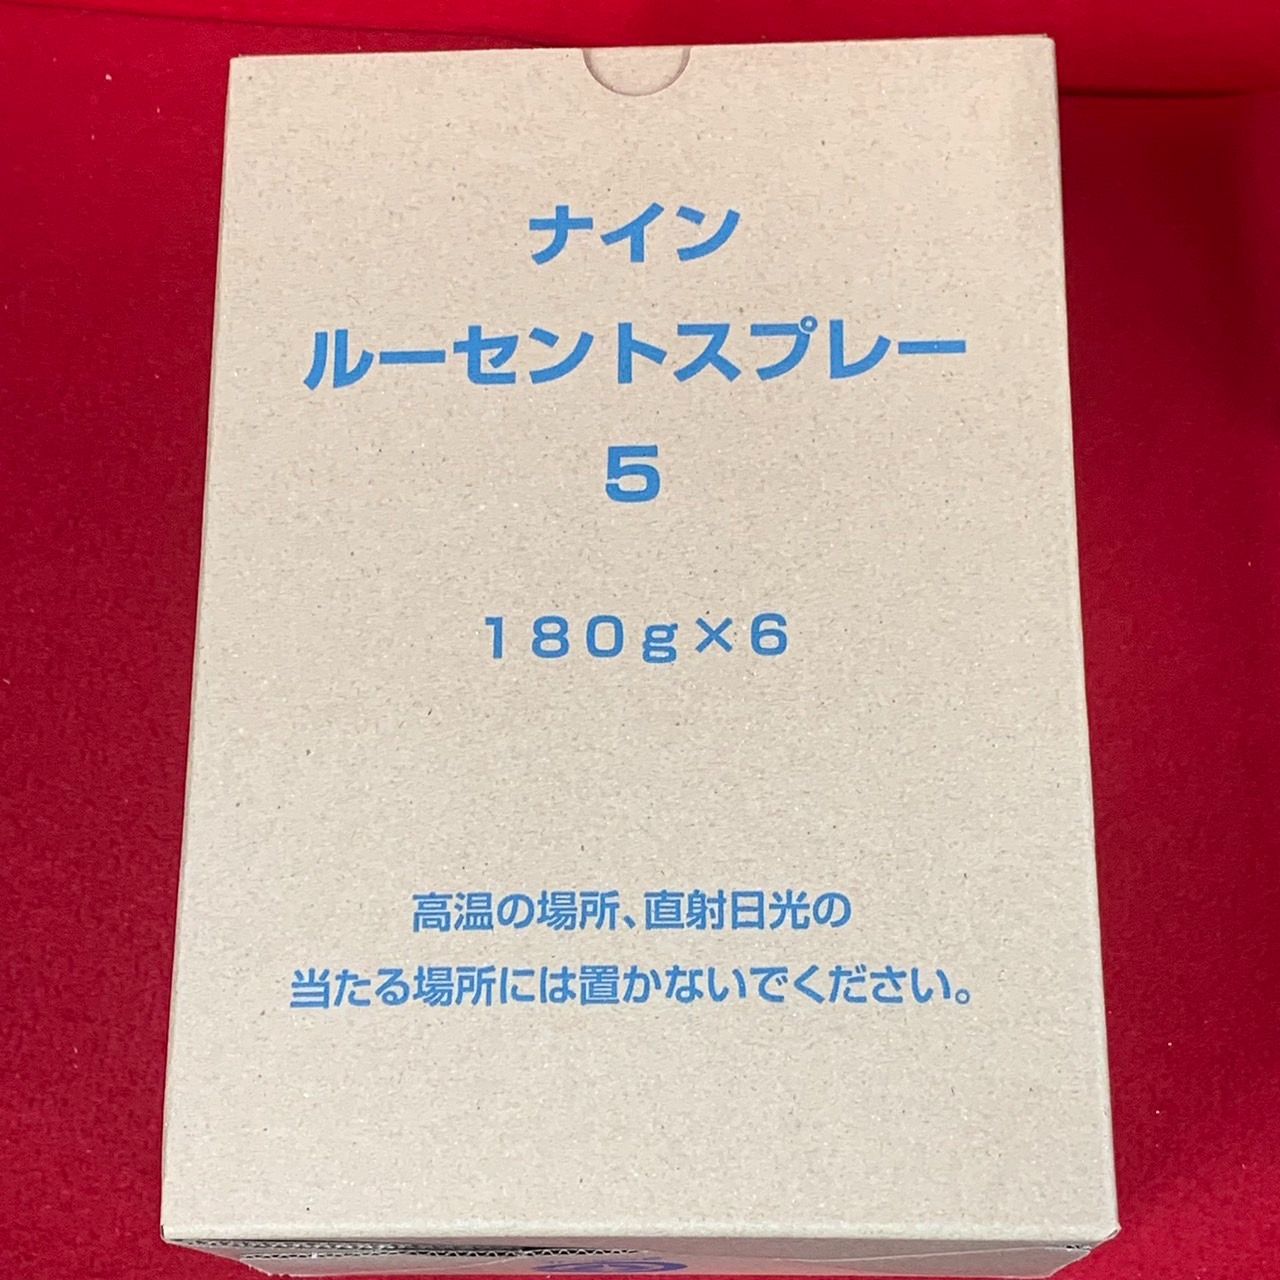 ナイン
ルーセントスプレー
5
180g×6
高温の場所、直射日光の
当たる場所には置かないでください。